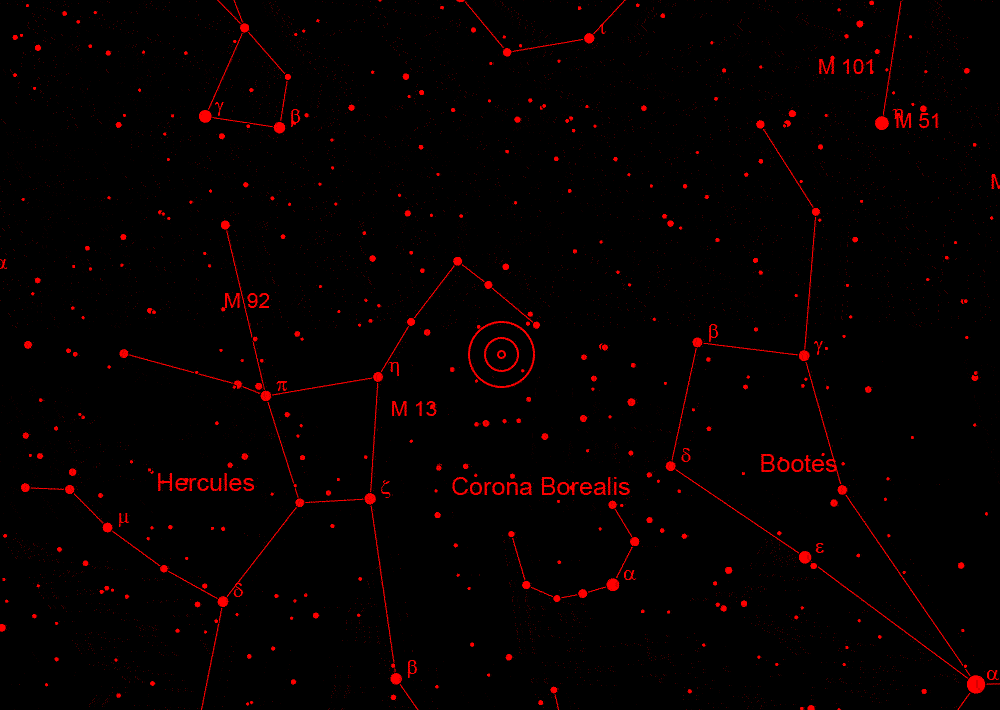 ι
M 101
γ
β
η
M 51
M
α
M 92
β
γ
π
η
M 13
δ
Bootes
Hercules
ζ
Corona Borealis
μ
ε
α
δ
β
α